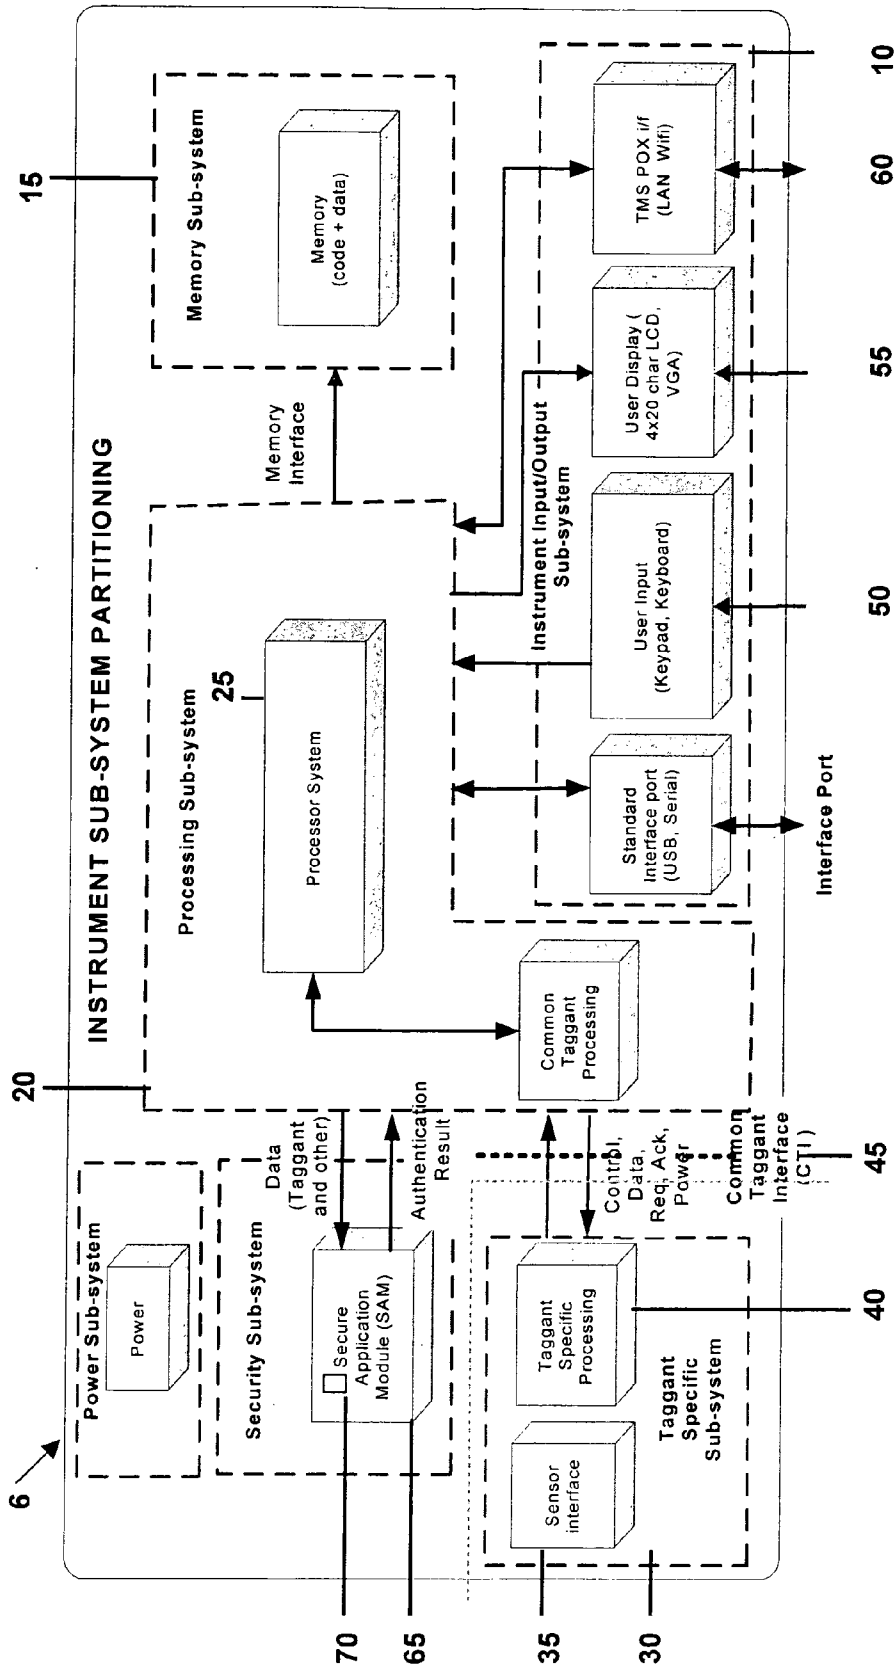 INSTRUMENT SUB-SYSTEM PARTITIONING
6
20
15
Power Sub-system
Power
Security Sub-system
Secure
Application
Module (SAM)
70
65
Data
(Taggant
and other)
Authentication
Result
Processing Sub-system
25
Processor System
Common
Taggant
Processing
Memory
Interface
Memory Sub-system
Memory
(code + data)
Sensor
interface
Taggant
Specific
Processing
Taggant
Specific
Sub-system
35
30
40
Control,
Data,
Req, Ack,
Power
Common
Taggant
Interface
(CTI)
45
Instrument Input/Output
Sub-system
Standard
Interface port
(USB, Serial)
User Input
(Keypad, Keyboard)
User Display (
4x20 char LCD,
VGA)
TMS POX i/f
(LAN Wifi)
Interface Port
50
55
60
10